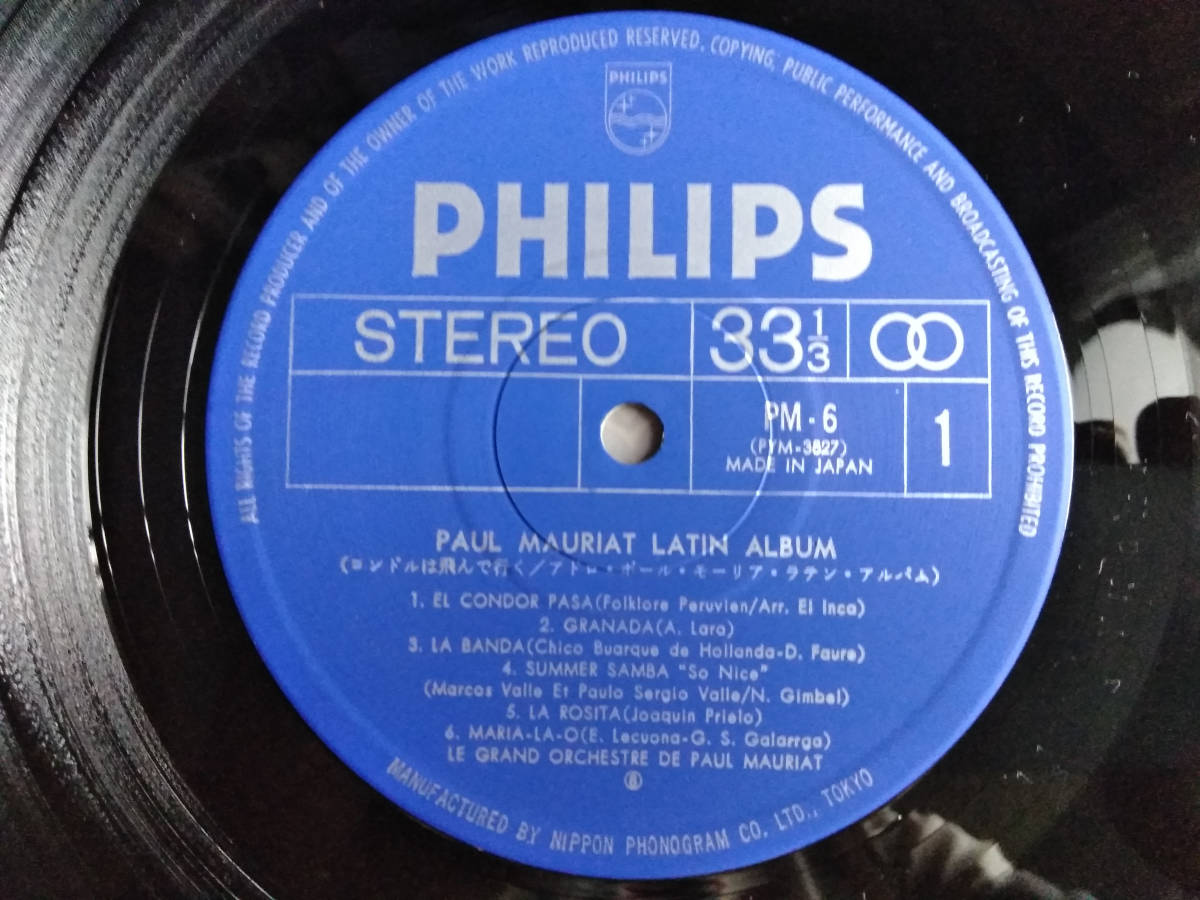 ALL RIGHTS OF THE RECORD PRODUCER AND OF THE OWNER OF THE WORK REPRODUCED RESERVED. COPYING, PUBLIC PERFORMANCE AND BROADCASTING OF THIS RECORD PROHIBITED
PHILIPS
PHILIPS
STEREO 33 1/3
PM-6 1
(PYM-3827)
MADE IN JAPAN
PAUL MAURIAT LATIN ALBUM
(コンドルは飛んで行く/アドロ・ポール・モーリア・ラテン・アルバム)
1. EL CONDOR PASA(Folklore Peruvien/Arr. El Inca)
2. GRANADA(A. Lara)
3. LA BANDA(Chico Buarque de Hollanda-D. Faure)
4. SUMMER SAMBA "So Nice"
(Marcos Valle Et Paulo Sergio Valle/N. Gimbel)
5. LA ROSITA(Joaquin Prielo)
6. MARIA-LA-O(E. Lecuona-G. S. Galarrga)
LE GRAND ORCHESTRE DE PAUL MAURIAT
MANUFACTURED BY NIPPON PHONOGRAM CO. LTD., TOKYO